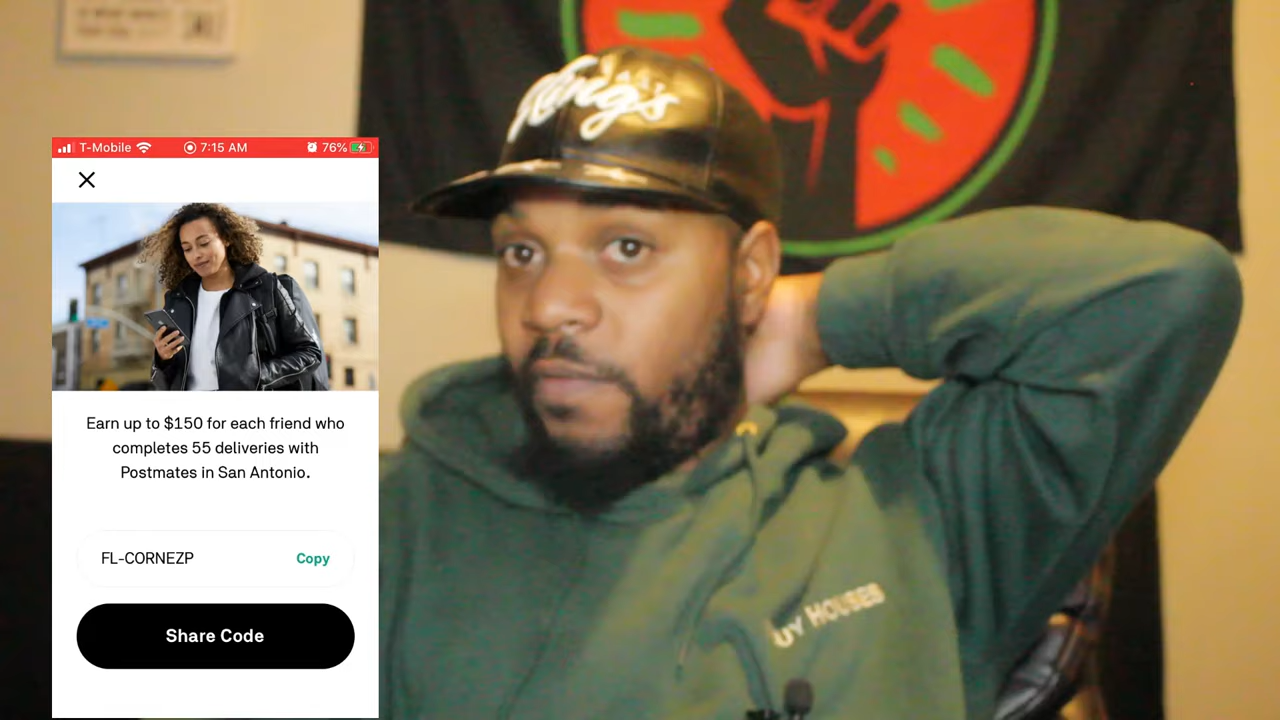 T-Mobile 7:15 AM 76%
Earn up to $150 for each friend who
completes 55 deliveries with
Postmates in San Antonio.
FL-CORNEZP Copy
Share Code
King's
UY HOUSES